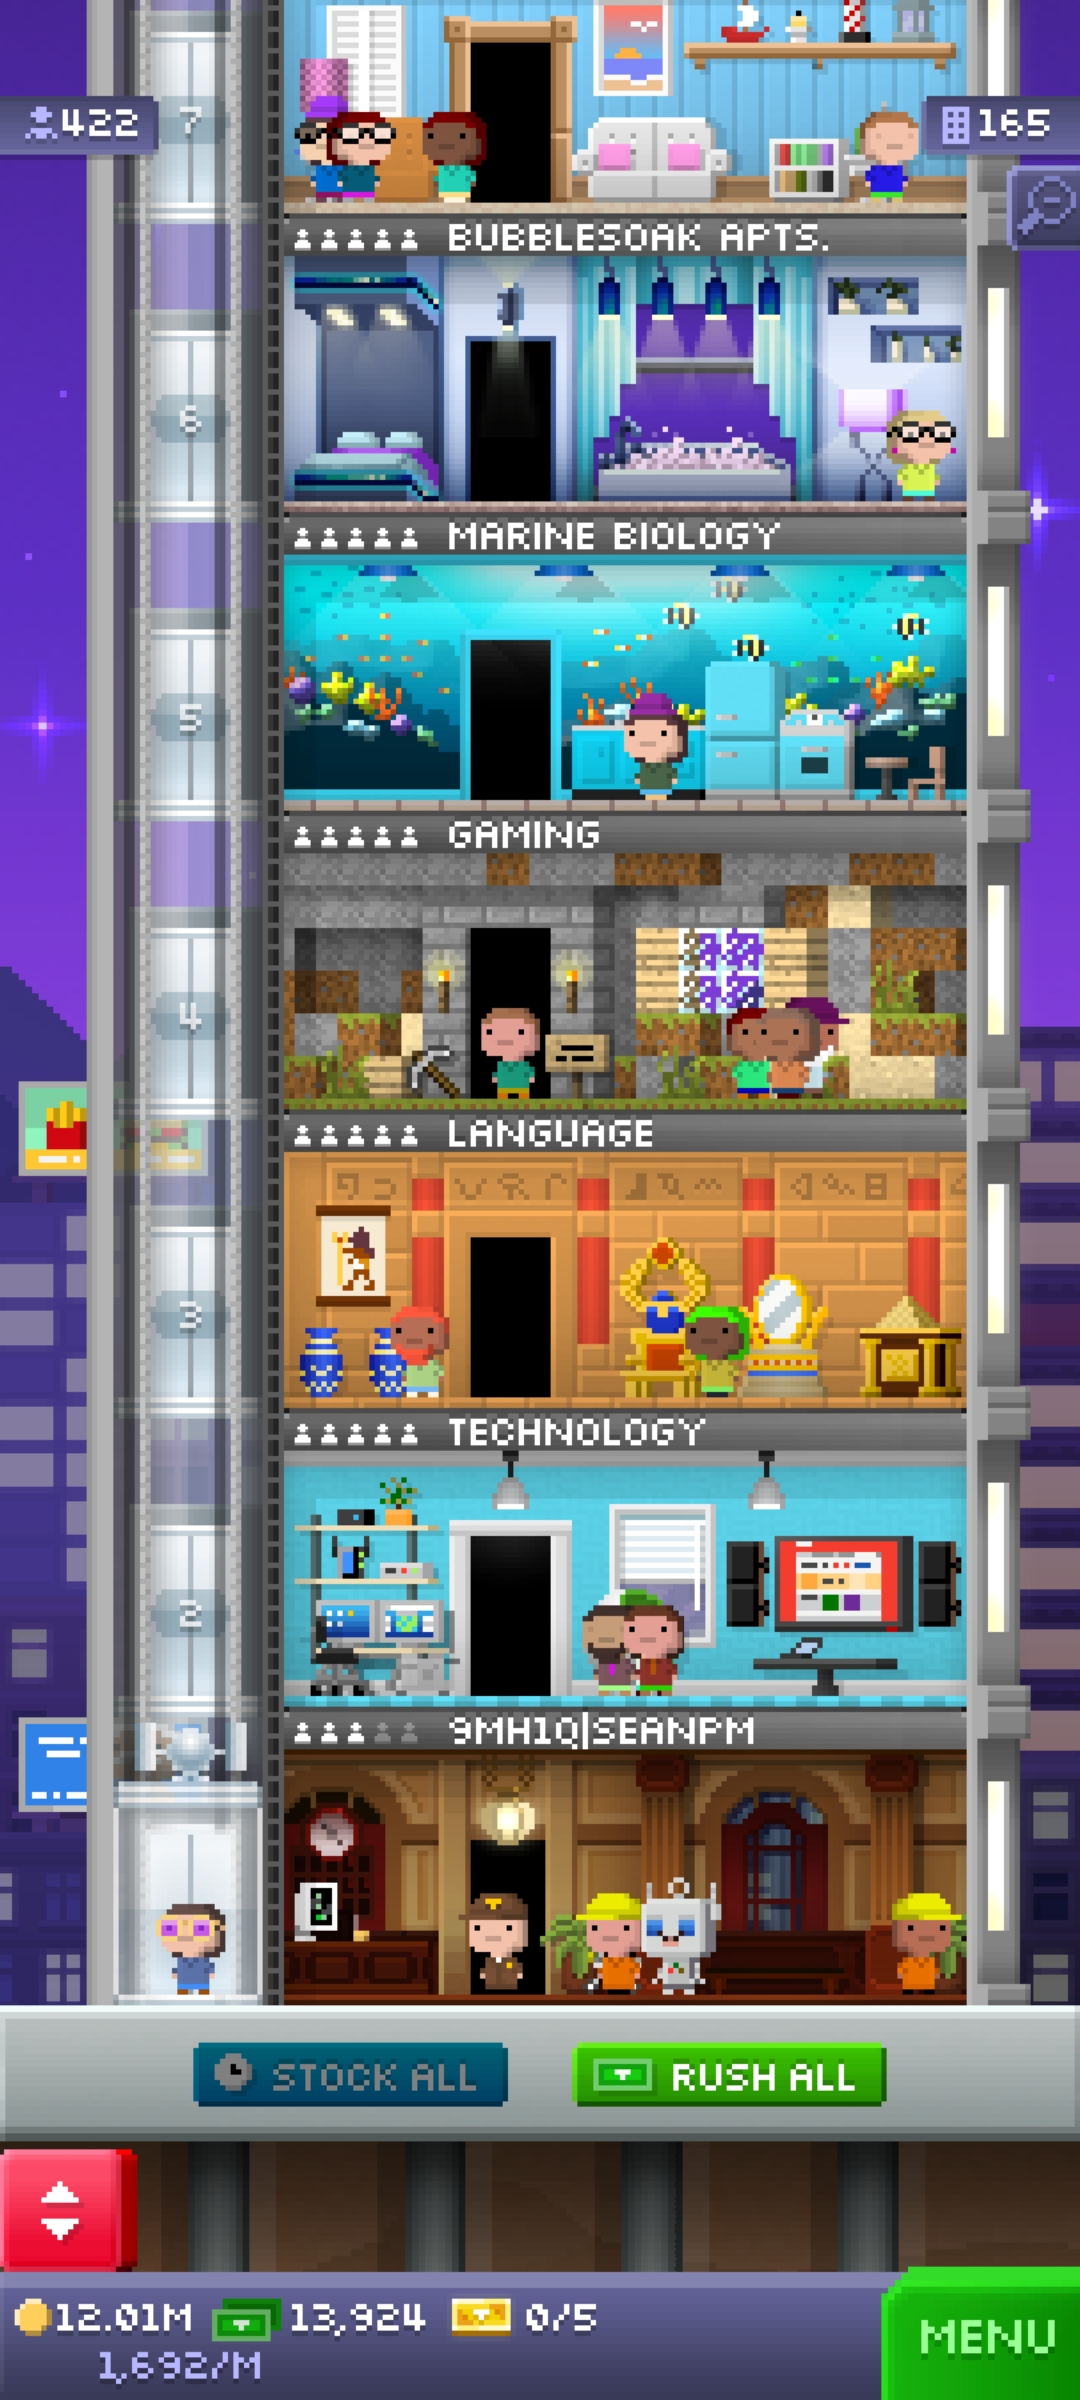 422
7
165
BUBBLESOAK APTS.
6
MARINE BIOLOGY
5
GAMING
4
LANGUAGE
3
TECHNOLOGY
2
9MH1Q|SEANPM
STOCK ALL
RUSH ALL
12.01M
13,924
0/5
1,692/M
MENU